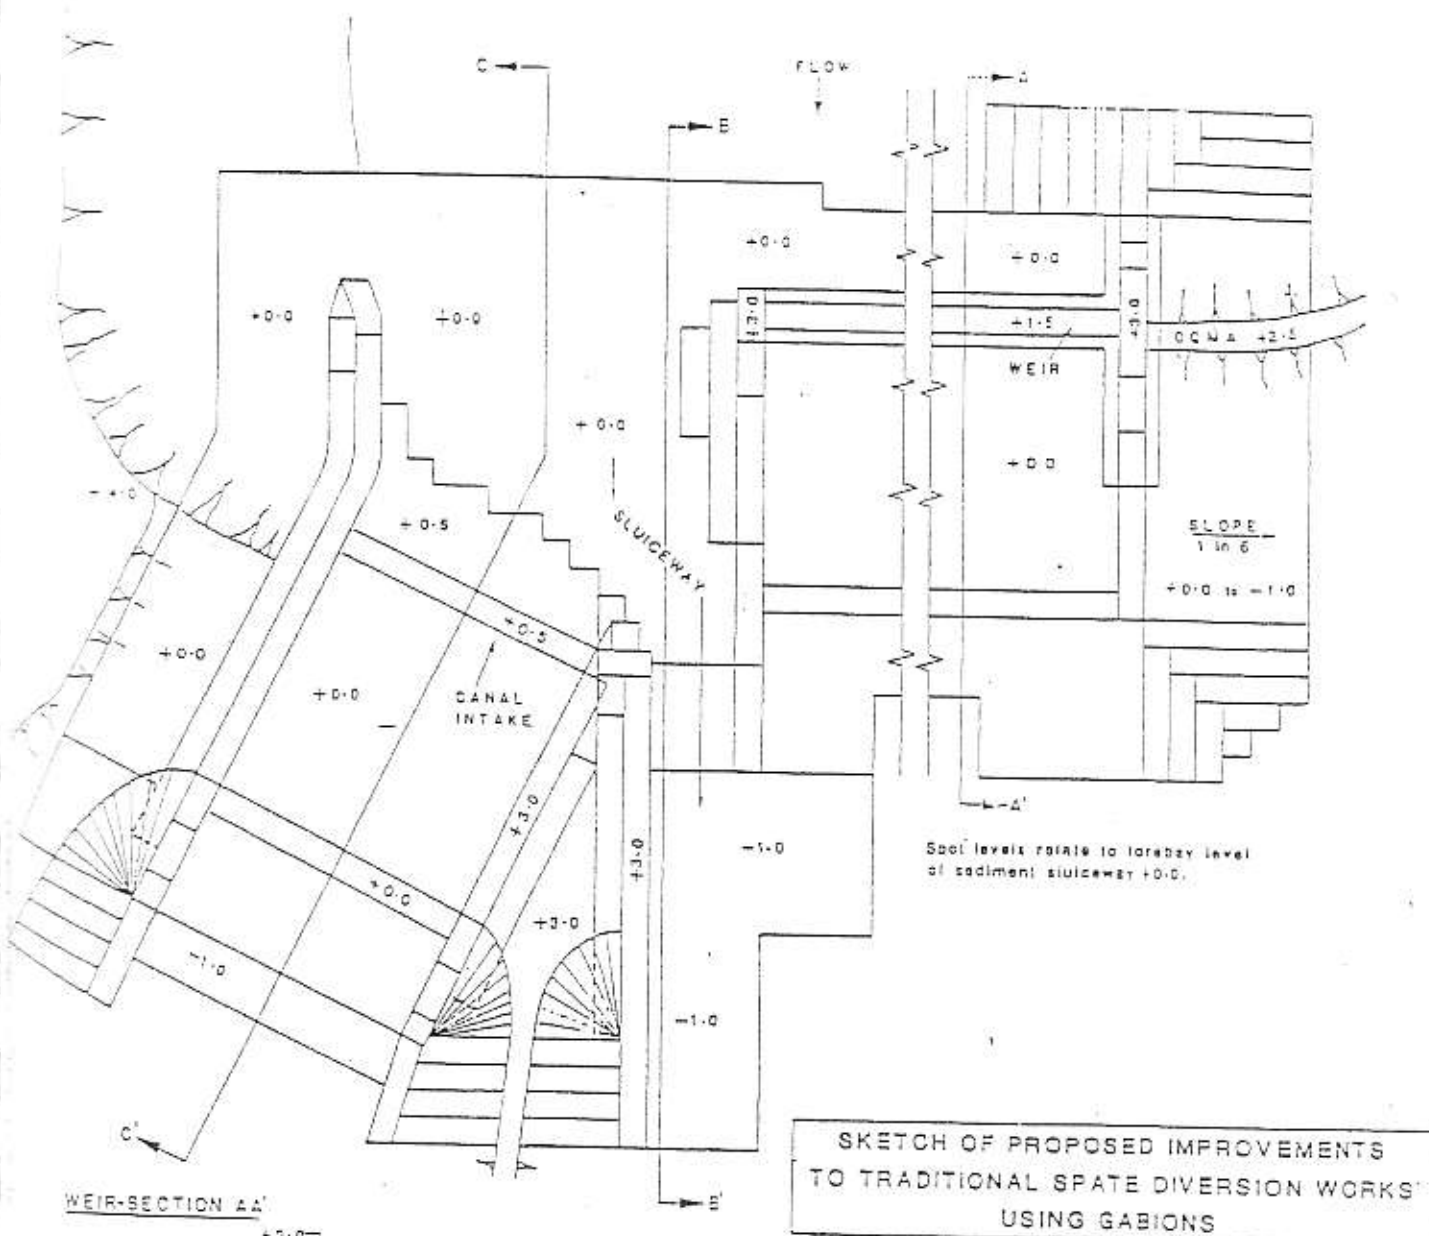 C
FLOW
A
B
+0.0
+0.0
+0.0
+0.0
+3.0
+1.5
+3.0
OGMA +2.5
WEIR
+0.0
-4.0
+0.5
SLUICEWAY
+0.0
SLOPE
1 in 6
+0.0 to -1.0
+0.5
+0.0
+0.0
CANAL
INTAKE
+3.0
A'
+3.0
-1.0
Spot levels relate to forebay level
of sediment sluiceway +0.0.
+0.0
+3.0
-1.0
-1.0
C'
B'
SKETCH OF PROPOSED IMPROVEMENTS
TO TRADITIONAL SPATE DIVERSION WORKS
USING GABIONS
WEIR-SECTION AA'